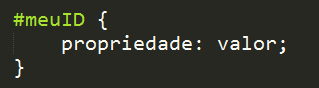 #meuID {
    propriedade: valor;
}